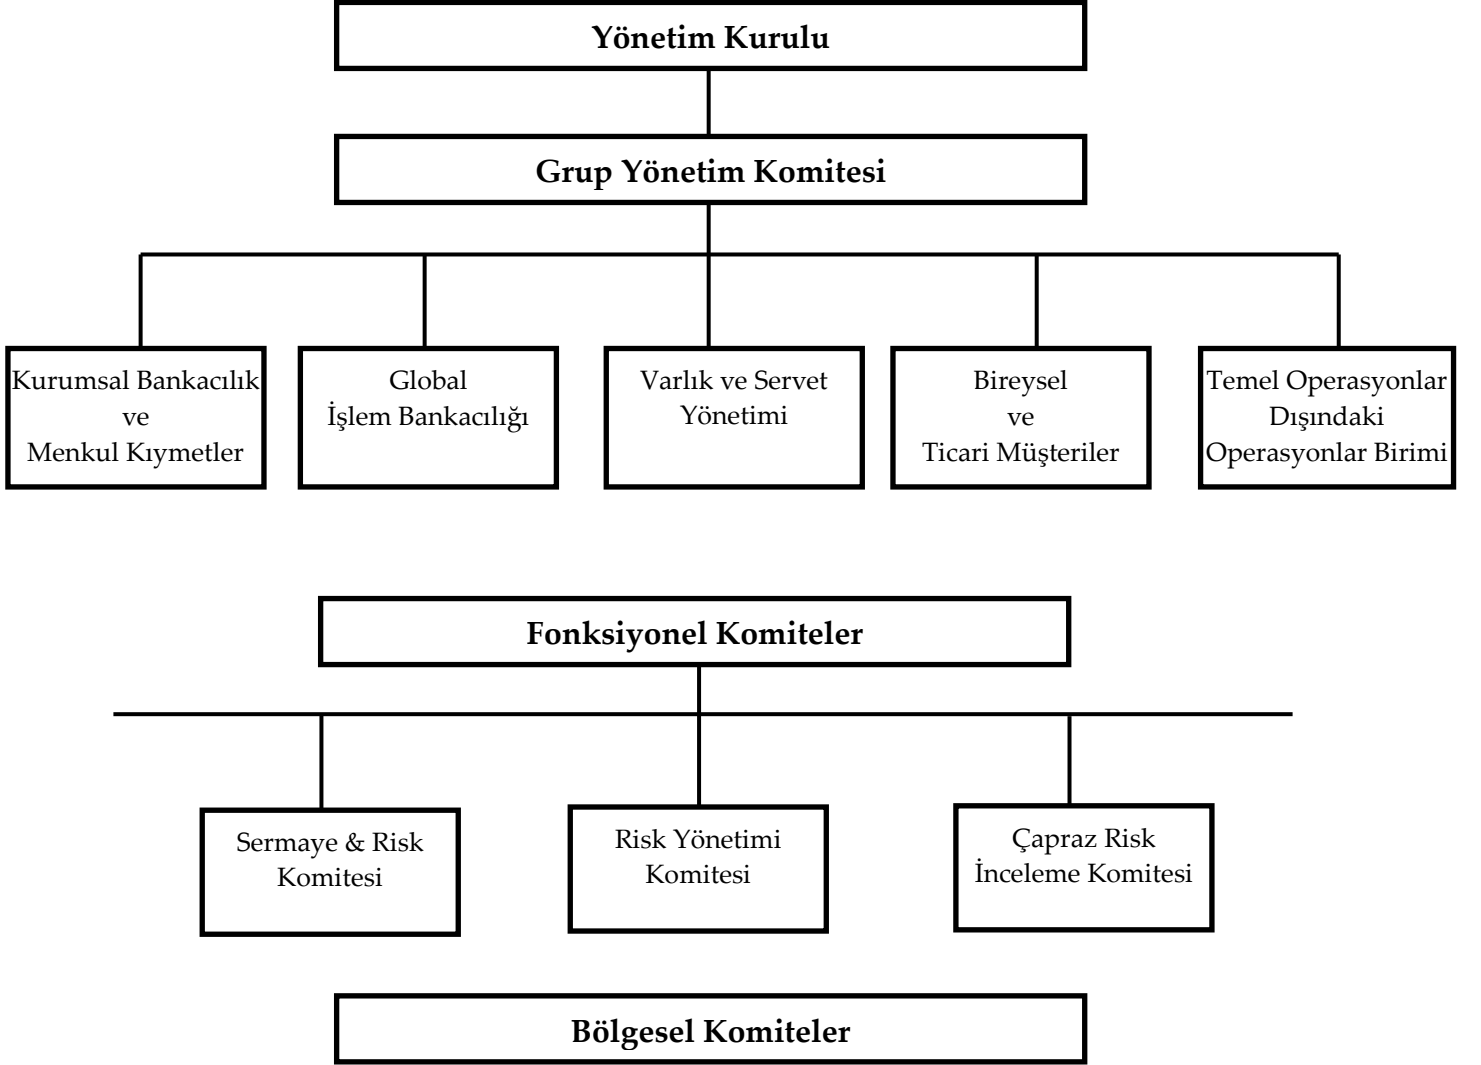 Yönetim Kurulu
Grup Yönetim Komitesi
Kurumsal Bankacılık
ve
Menkul Kıymetler
Global
İşlem Bankacılığı
Varlık ve Servet
Yönetimi
Bireysel
ve
Ticari Müşteriler
Temel Operasyonlar
Dışındaki
Operasyonlar Birimi
Fonksiyonel Komiteler
Sermaye & Risk
Komitesi
Risk Yönetimi
Komitesi
Çapraz Risk
İnceleme Komitesi
Bölgesel Komiteler